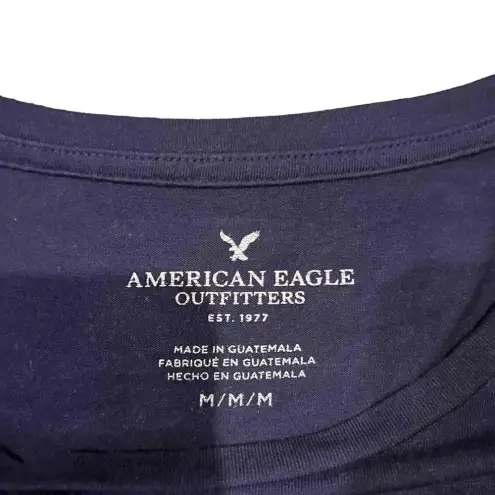 AMERICAN EAGLE
OUTFITTERS
EST. 1977
MADE IN GUATEMALA
FABRIQUÉ EN GUATEMALA
HECHO EN GUATEMALA
M/M/M